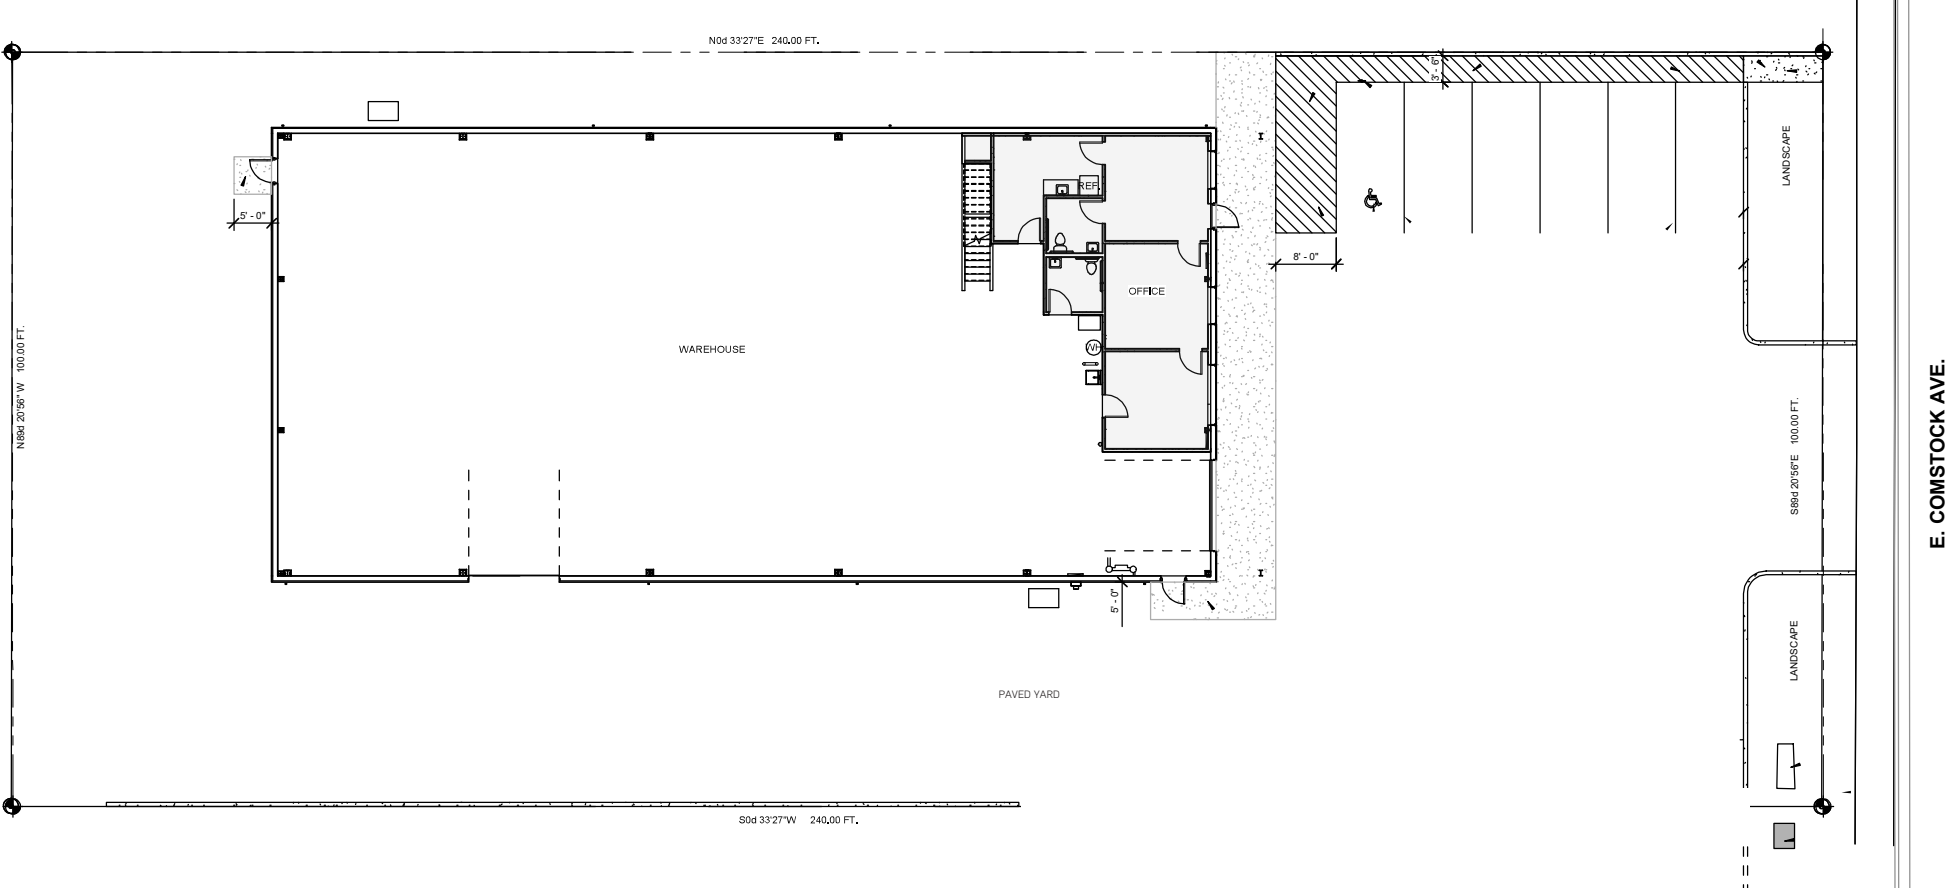 N0d 33'27"E 240.00 FT.
3' - 6"
LANDSCAPE
REF.
5' - 0"
8' - 0"
OFFICE
WAREHOUSE
WH
N89d 20'56" W 100.00 FT.
S89d 20'56"E 100.00 FT.
E. COMSTOCK AVE.
5' - 0"
LANDSCAPE
PAVED YARD
S0d 33'27"W 240.00 FT.